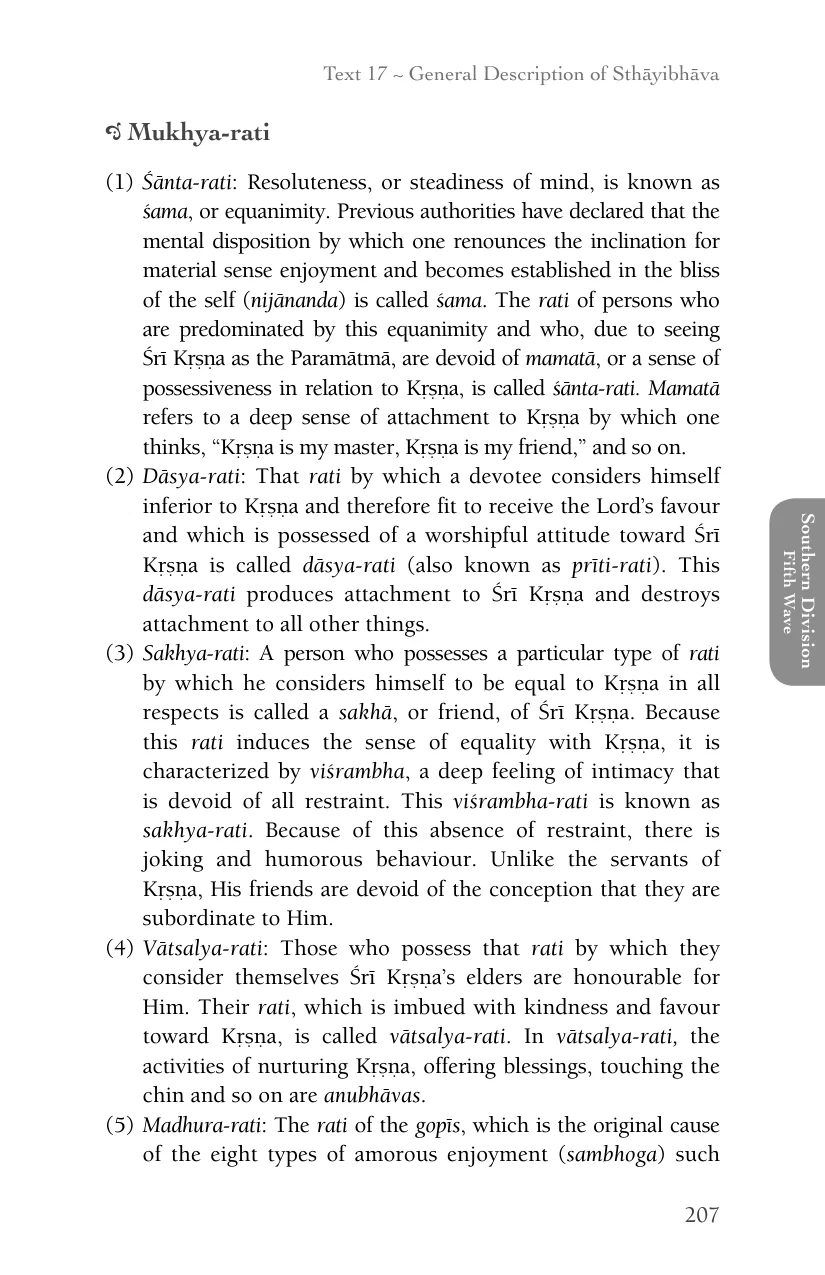 Text 17 ~ General Description of Sthāyibhāva
Mukhya-rati
(1) Śānta-rati: Resoluteness, or steadiness of mind, is known as
śama, or equanimity. Previous authorities have declared that the
mental disposition by which one renounces the inclination for
material sense enjoyment and becomes established in the bliss
of the self (nijānanda) is called śama. The rati of persons who
are predominated by this equanimity and who, due to seeing
Śrī Kṛṣṇa as the Paramātmā, are devoid of mamatā, or a sense of
possessiveness in relation to Kṛṣṇa, is called śānta-rati. Mamatā
refers to a deep sense of attachment to Kṛṣṇa by which one
thinks, “Kṛṣṇa is my master, Kṛṣṇa is my friend,” and so on.
(2) Dāsya-rati: That rati by which a devotee considers himself
inferior to Kṛṣṇa and therefore fit to receive the Lord’s favour
and which is possessed of a worshipful attitude toward Śrī
Kṛṣṇa is called dāsya-rati (also known as prīti-rati). This
dāsya-rati produces attachment to Śrī Kṛṣṇa and destroys
attachment to all other things.
(3) Sakhya-rati: A person who possesses a particular type of rati
by which he considers himself to be equal to Kṛṣṇa in all
respects is called a sakhā, or friend, of Śrī Kṛṣṇa. Because
this rati induces the sense of equality with Kṛṣṇa, it is
characterized by viśrambha, a deep feeling of intimacy that
is devoid of all restraint. This viśrambha-rati is known as
sakhya-rati. Because of this absence of restraint, there is
joking and humorous behaviour. Unlike the servants of
Kṛṣṇa, His friends are devoid of the conception that they are
subordinate to Him.
(4) Vātsalya-rati: Those who possess that rati by which they
consider themselves Śrī Kṛṣṇa’s elders are honourable for
Him. Their rati, which is imbued with kindness and favour
toward Kṛṣṇa, is called vātsalya-rati. In vātsalya-rati, the
activities of nurturing Kṛṣṇa, offering blessings, touching the
chin and so on are anubhāvas.
(5) Madhura-rati: The rati of the gopīs, which is the original cause
of the eight types of amorous enjoyment (sambhoga) such
Southern Division
Fifth Wave
207